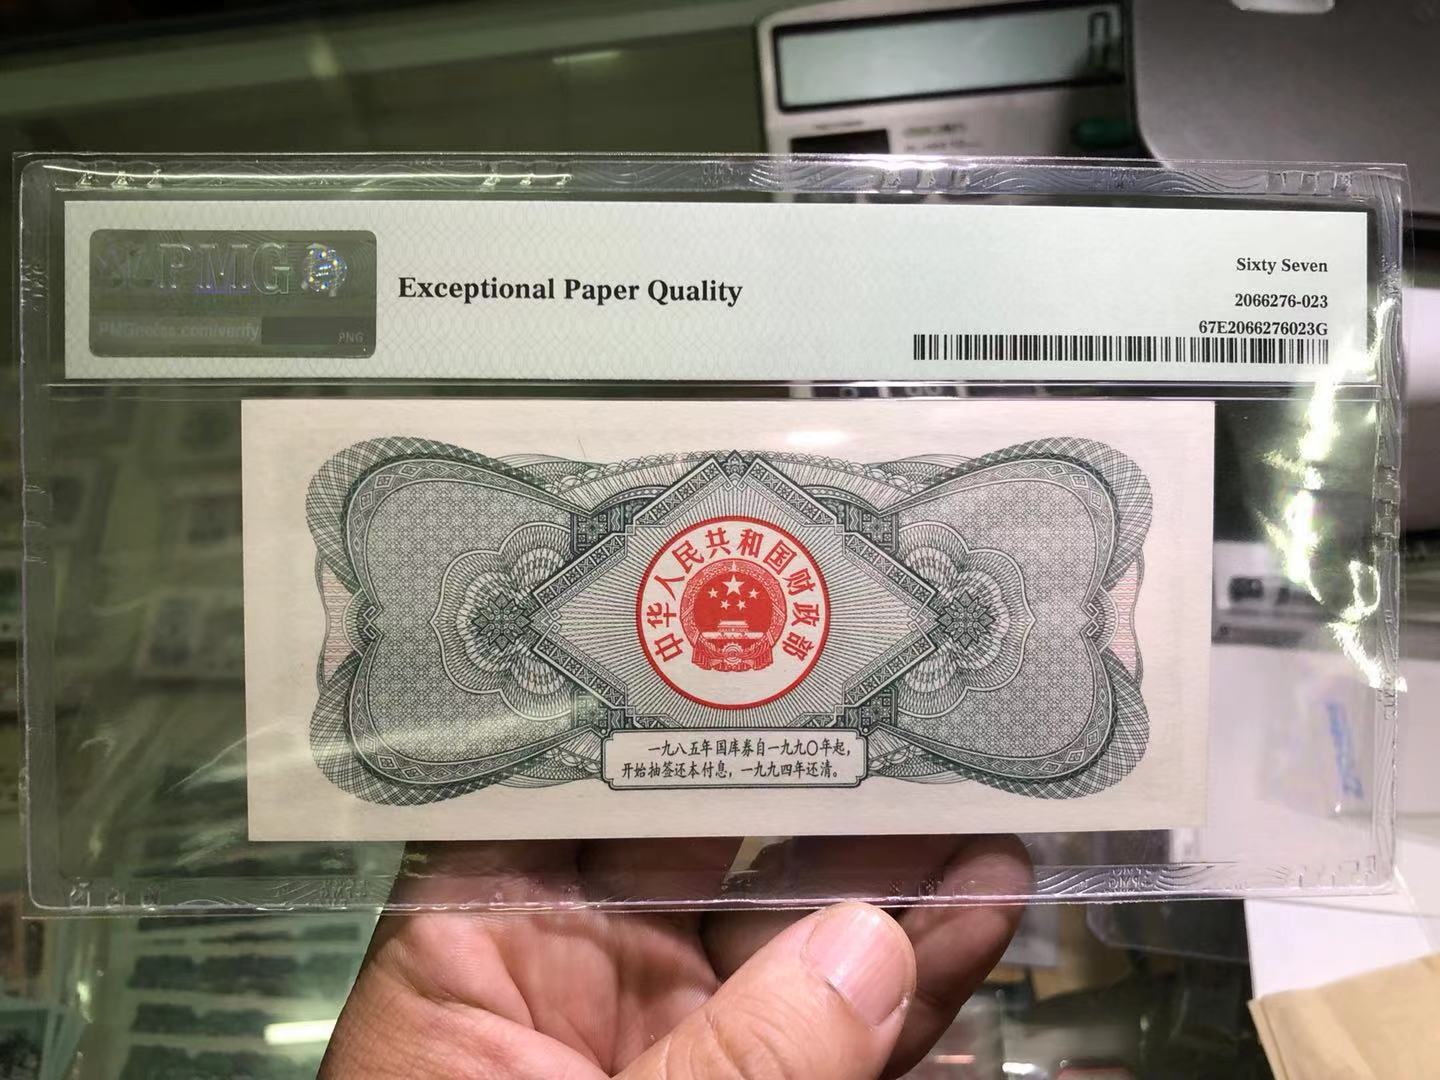 PMG
PMGnotes.com/verify
PNG
Exceptional Paper Quality
Sixty Seven
2066276-023
67E2066276023G
中华人民共和国财政部
一九八五年国库券自一九九〇年起，
开始抽签还本付息，一九九四年还清。